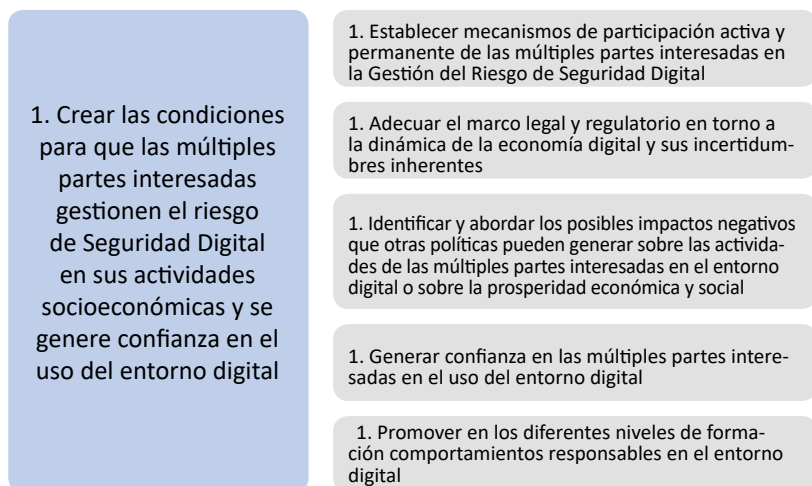 1. Crear las condiciones
para que las múltiples
partes interesadas
gestionen el riesgo
de Seguridad Digital
en sus actividades
socioeconómicas y se
genere confianza en el
uso del entorno digital
1. Establecer mecanismos de participación activa y
permanente de las múltiples partes interesadas en
la Gestión del Riesgo de Seguridad Digital
1. Adecuar el marco legal y regulatorio en torno a
la dinámica de la economía digital y sus incertidum-
bres inherentes
1. Identificar y abordar los posibles impactos negativos
que otras políticas pueden generar sobre las activida-
des de las múltiples partes interesadas en el entorno
digital o sobre la prosperidad económica y social
1. Generar confianza en las múltiples partes intere-
sadas en el uso del entorno digital
1. Promover en los diferentes niveles de forma-
ción comportamientos responsables en el entorno
digital